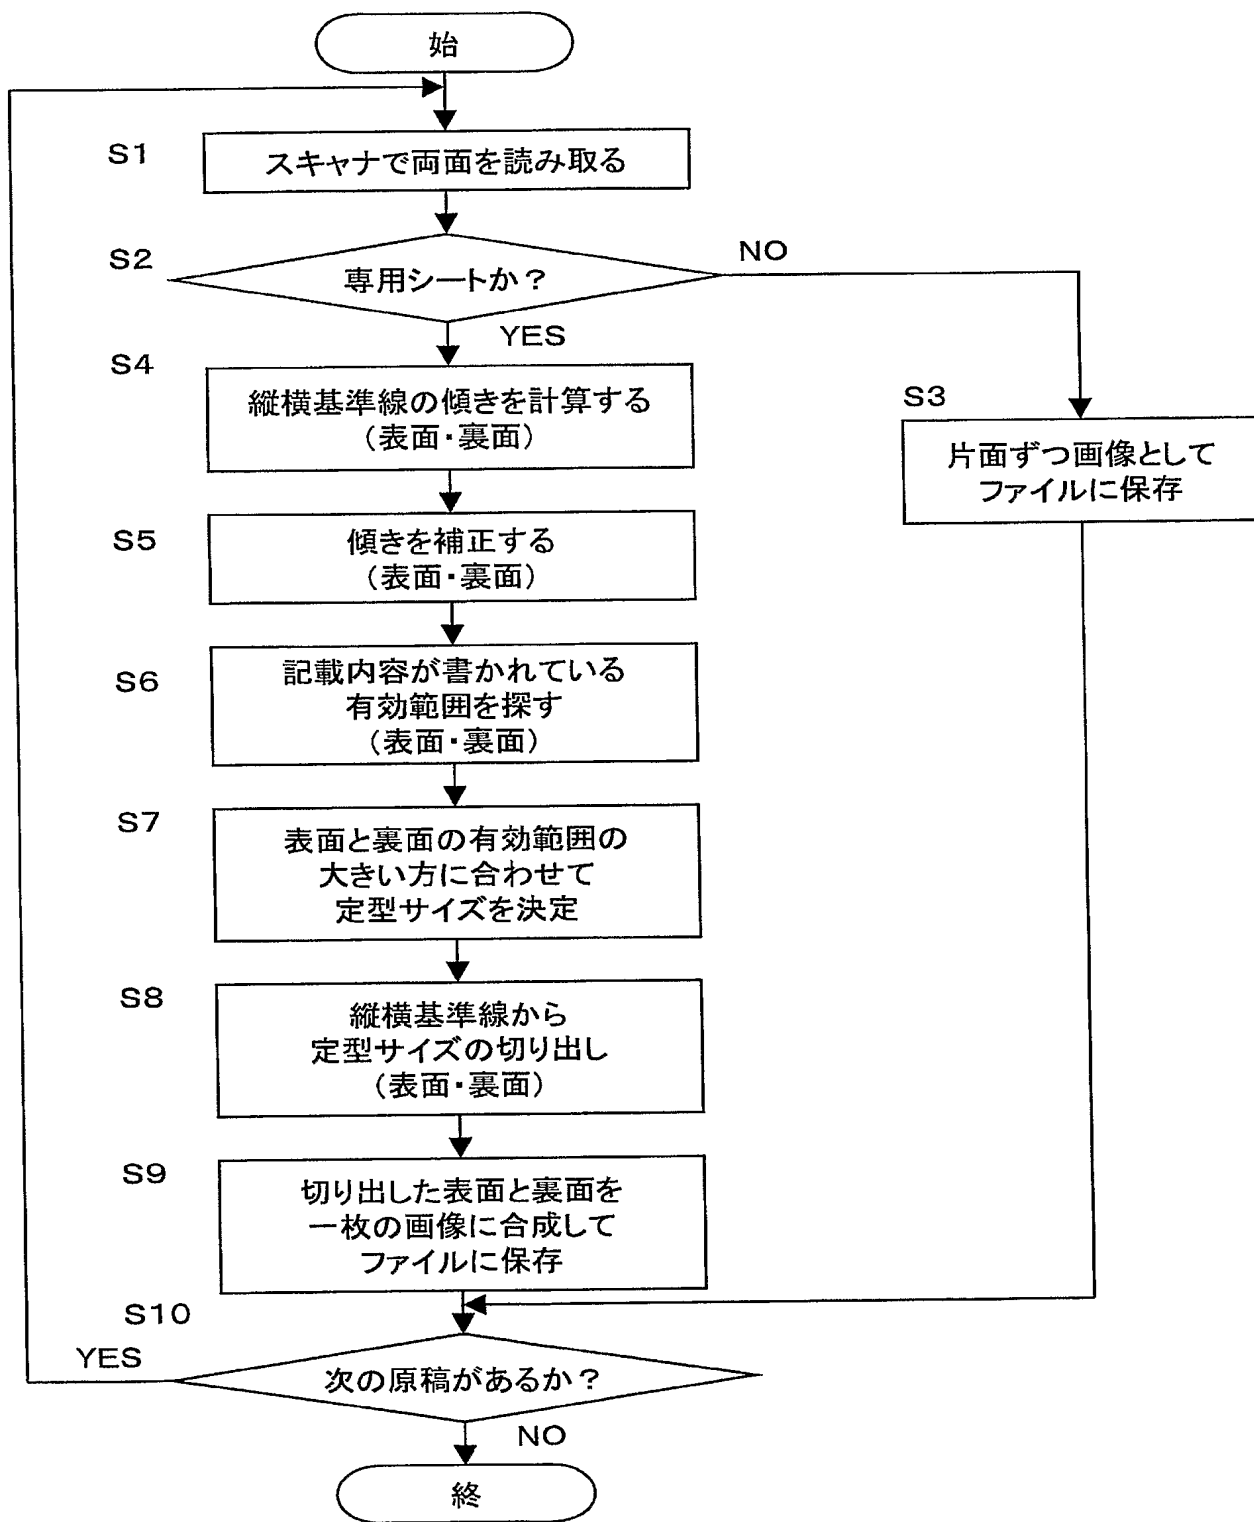 始
S1
スキャナで両面を読み取る
S2
専用シートか？
NO
YES
S4
縦横基準線の傾きを計算する
（表面・裏面）
S3
片面ずつ画像として
ファイルに保存
S5
傾きを補正する
（表面・裏面）
S6
記載内容が書かれている
有効範囲を探す
（表面・裏面）
S7
表面と裏面の有効範囲の
大きい方に合わせて
定型サイズを決定
S8
縦横基準線から
定型サイズの切り出し
（表面・裏面）
S9
切り出した表面と裏面を
一枚の画像に合成して
ファイルに保存
S10
YES
次の原稿があるか？
NO
終